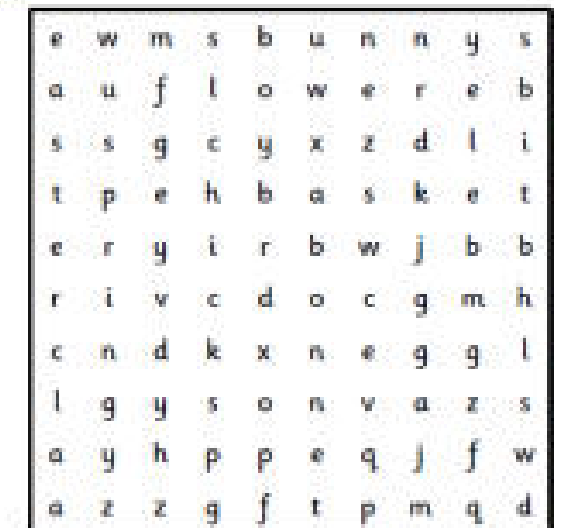 e w m s b u n n y s
a u f l o w e r e b
s s g c y x z d l i
t p e h b a s k e t
e r y i r b w j b b
r i v c d o c g m h
c n d k x n e g g l
l g y s o n v a z s
a y h p p e q j f w
a z z g f t p m q d